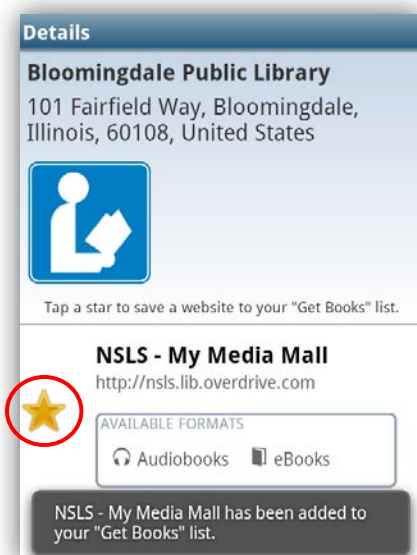 Details
Bloomingdale Public Library
101 Fairfield Way, Bloomingdale,
Illinois, 60108, United States
Tap a star to save a website to your "Get Books" list.
NSLS - My Media Mall
http://nsls.lib.overdrive.com
AVAILABLE FORMATS
Audiobooks eBooks
NSLS - My Media Mall has been added to
your "Get Books" list.